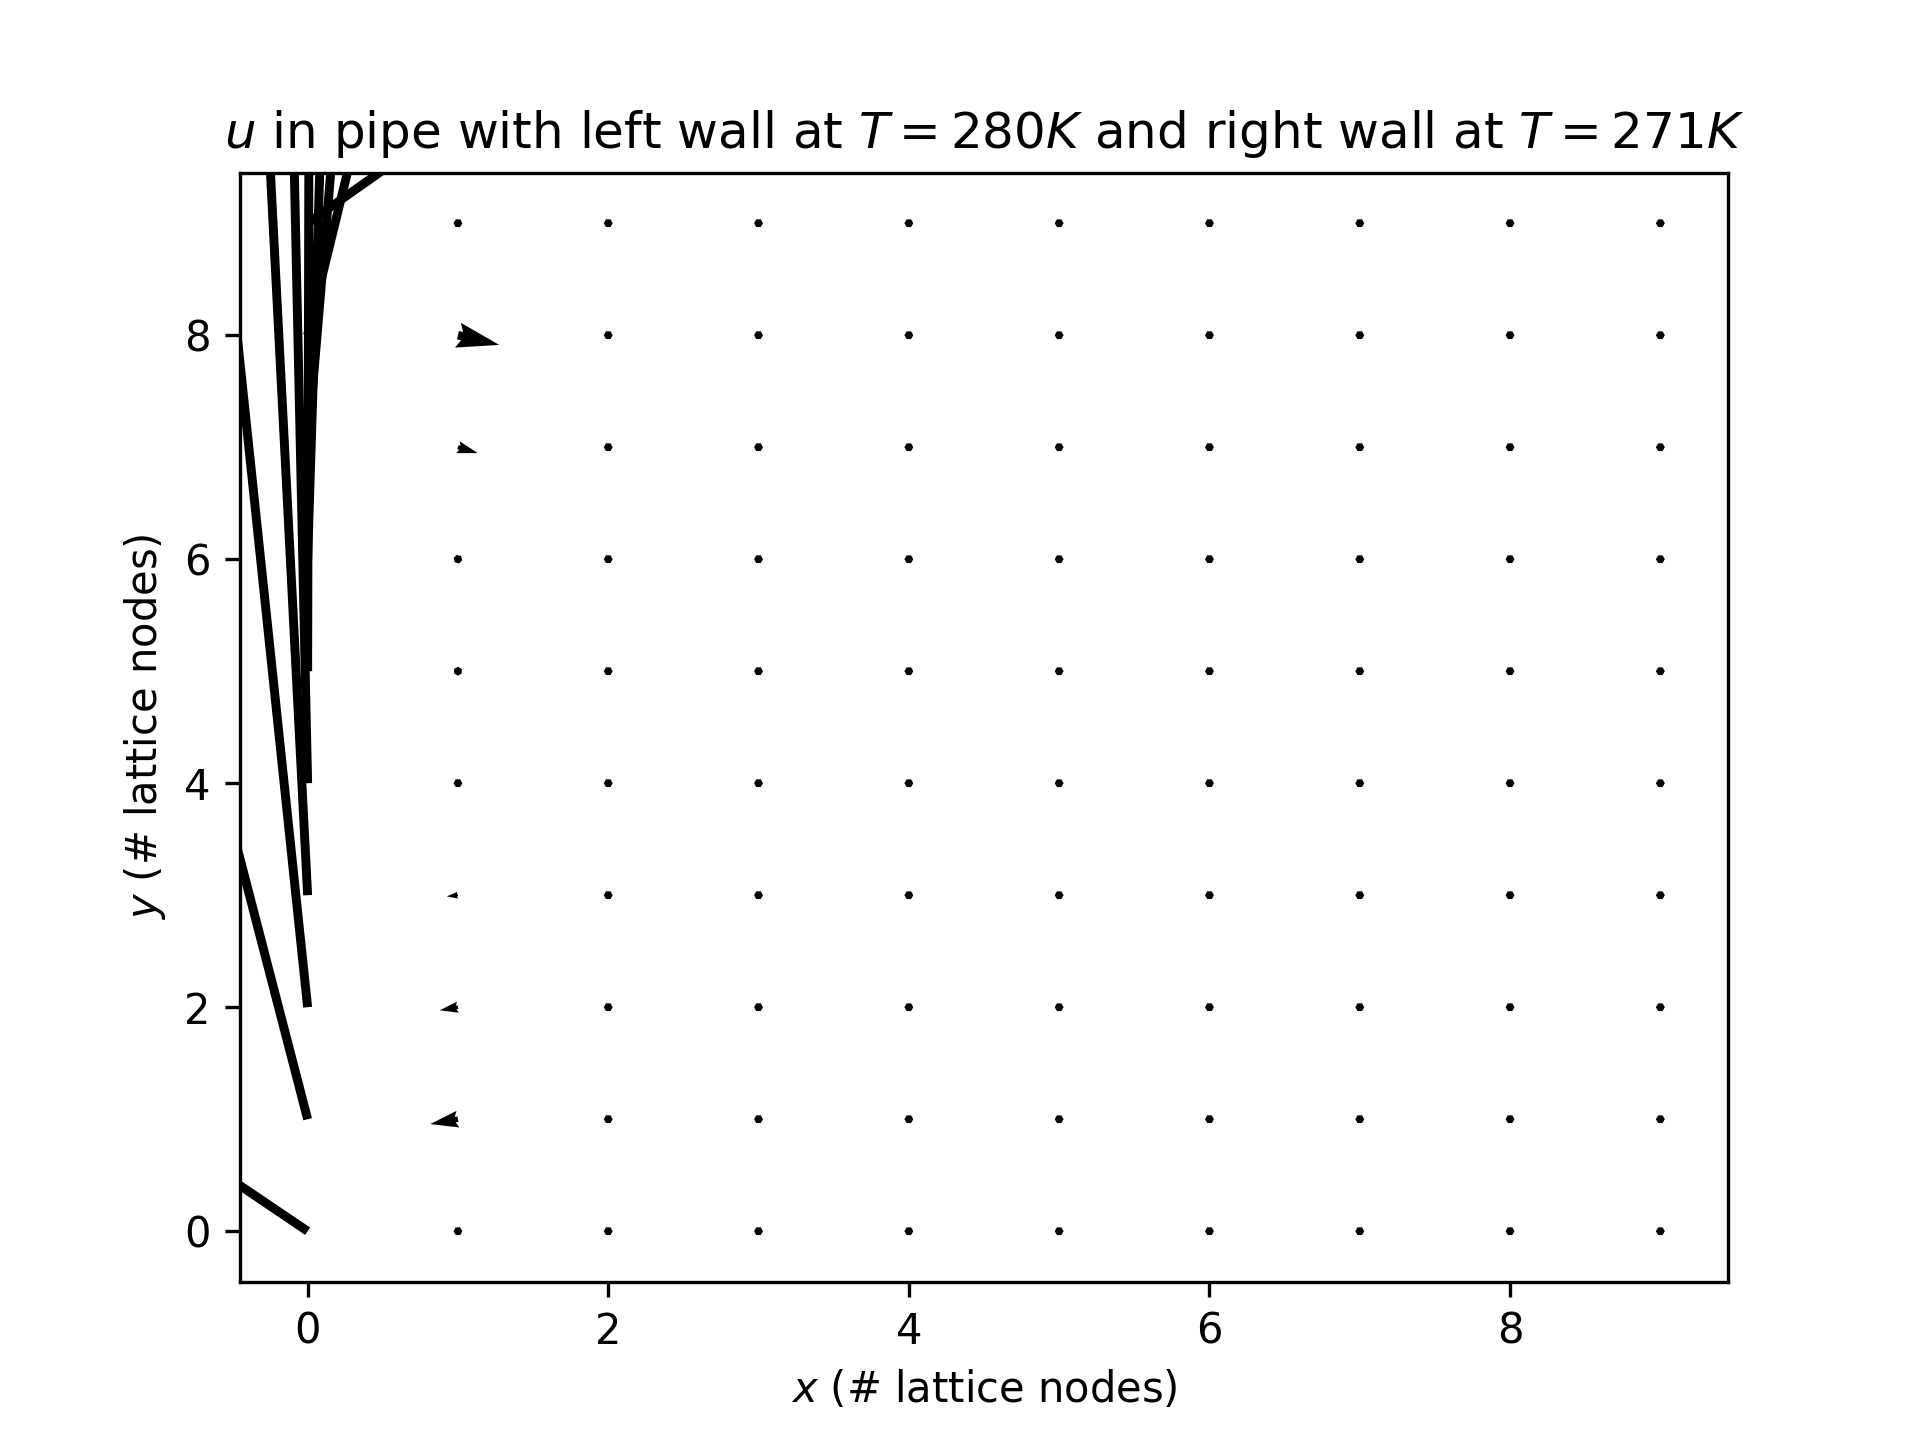 u in pipe with left wall at T = 280K and right wall at T = 271K
8
6
4
2
0
y (# lattice nodes)
0 2 4 6 8
x (# lattice nodes)